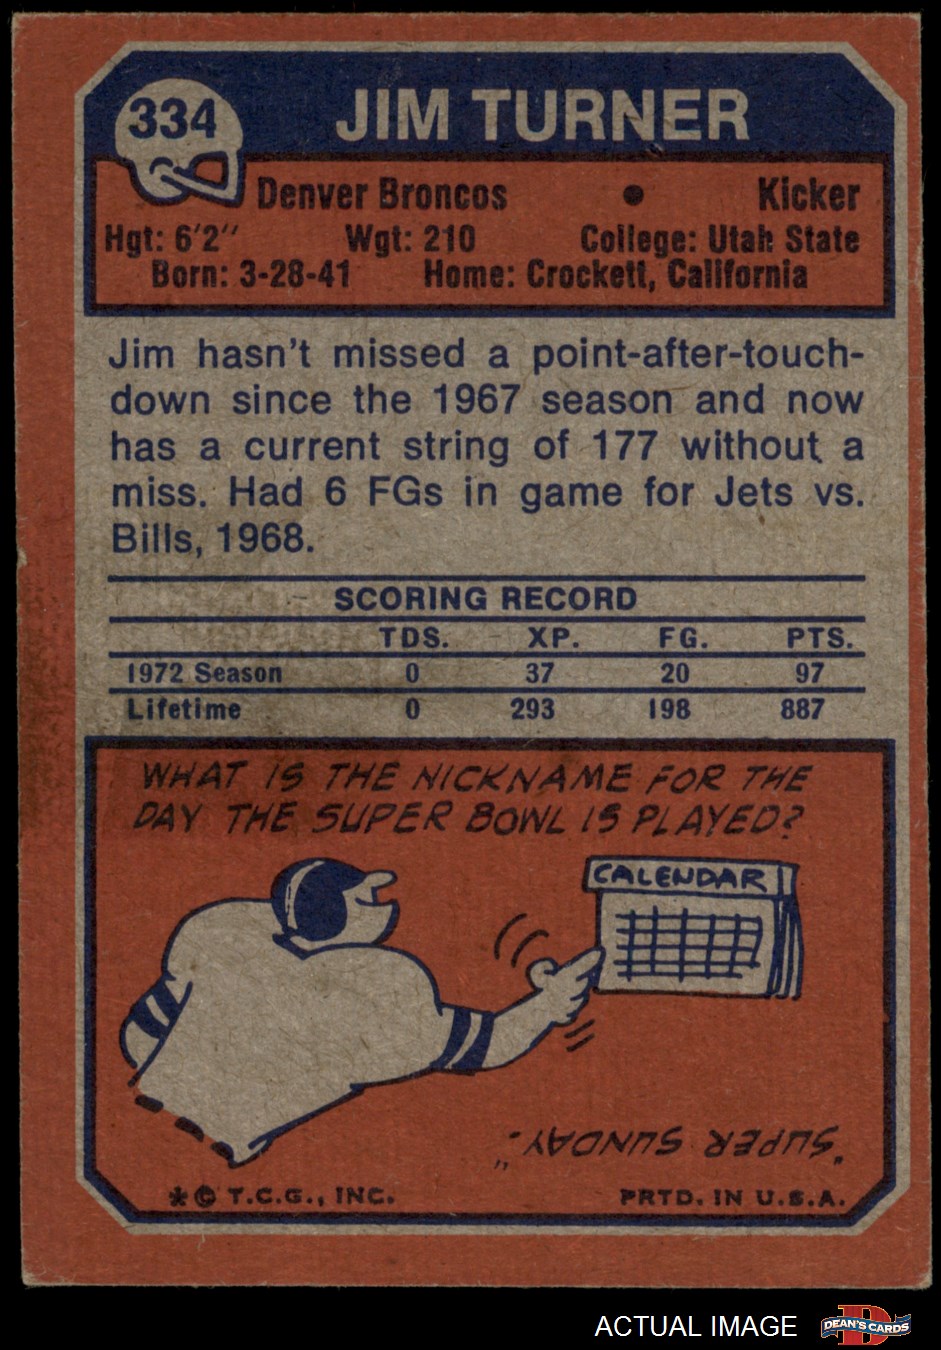 334
JIM TURNER
Denver Broncos • Kicker
Hgt: 6'2" Wgt: 210 College: Utah State
Born: 3-28-41 Home: Crockett, California
Jim hasn't missed a point-after-touch-
down since the 1967 season and now
has a current string of 177 without a
miss. Had 6 FGs in game for Jets vs.
Bills, 1968.
SCORING RECORD
TDS. XP. FG. PTS.
1972 Season 0 37 20 97
Lifetime 0 293 198 887
WHAT IS THE NICKNAME FOR THE
DAY THE SUPER BOWL IS PLAYED?
CALENDAR
"SUPER SUNDAY."
* © T.C.G., INC. PRTD. IN U.S.A.
ACTUAL IMAGE
D
DEAN'S CARDS